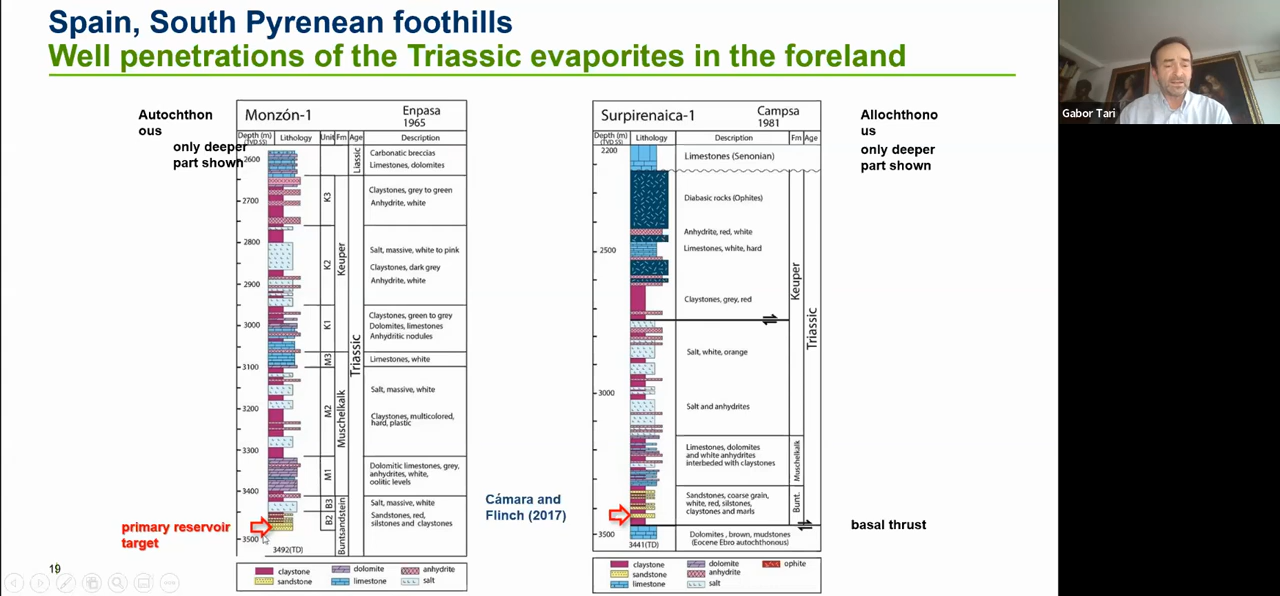 Spain, South Pyrenean foothills
Well penetrations of the Triassic evaporites in the foreland
Gabor Tari
Autochthon
ous
only deeper
part shown
Monzón-1
Enpasa
1965
Depth (m)
(TVD SS)
Lithology
Unit
Fm
Age
Description
2600
2700
2800
2900
3000
3100
3200
3300
3400
3500
K3
K2
K1
M3
M2
M1
B3
B2
Keuper
Muschelkalk
Buntsandstein
Liassic
Triassic
Carbonatic breccias
Limestones, dolomites
Claystones, grey to green
Anhydrite, white
Salt, massive, white to pink
Claystones, dark grey
Anhydrite, white
Claystones, green to grey
Dolomites, limestones
Anhydritic nodules
Limestones, white
Salt, massive, white
Claystones, multicolored,
hard, plastic
Dolomitic limestones, grey,
anhydrites, white,
oolitic levels
Salt, massive, white
Sandstones, red,
silstones and claystones
3492(TD)
claystone
sandstone
dolomite
limestone
anhydrite
salt
primary reservoir
target
Cámara and
Flinch (2017)
Surpirenaica-1
Campsa
1981
Depth (m)
(TVD SS)
Lithology
Description
Fm
Age
2200
2500
3000
3500
Limestones (Senonian)
Diabasic rocks (Ophites)
Anhydrite, red, white
Limestones, white, hard
Claystones, grey, red
Salt, white, orange
Salt and anhydrites
Limestones, dolomites
and white anhydrites
interbeded with claystones
Sandstones, coarse grain,
white, red, silstones,
claystones and marls
Dolomites , brown, mudstones
(Eocene Ebro autochthonous)
Keuper
Muschelkalk
Bunt.
Triassic
3441(TD)
claystone
sandstone
limestone
dolomite
anhydrite
salt
ophite
Allochthono
us
only deeper
part shown
basal thrust
19